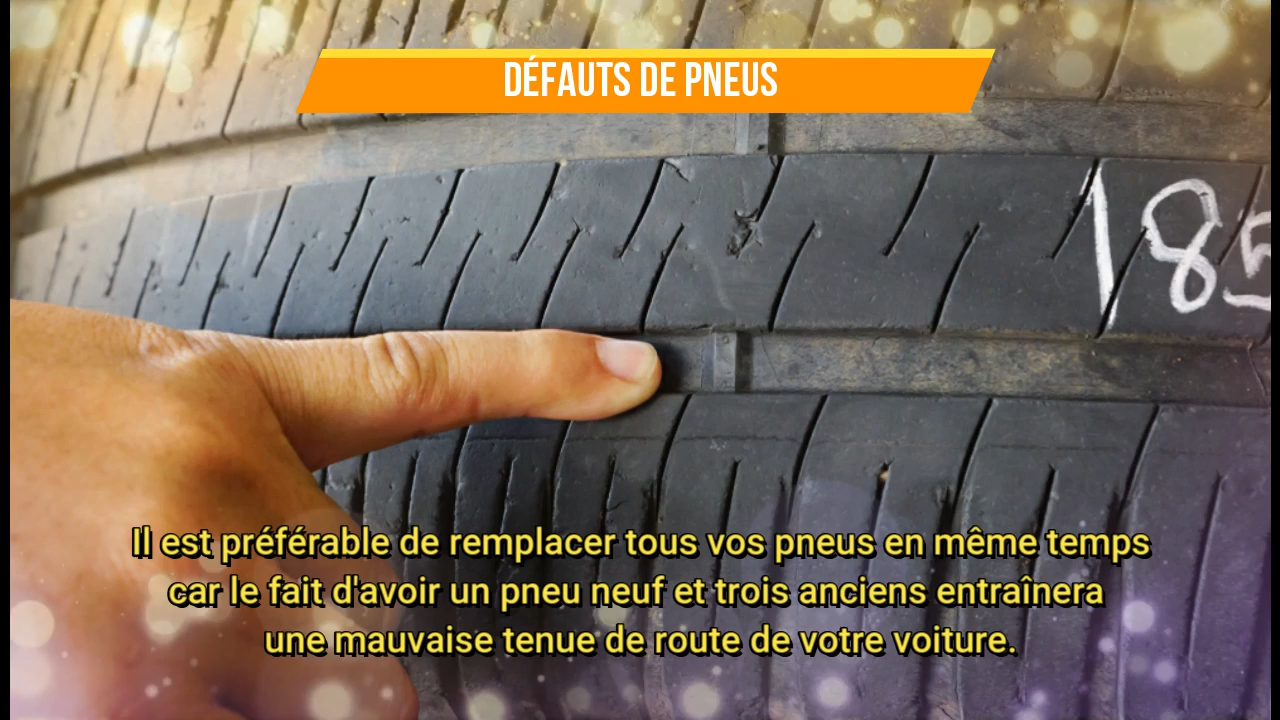 DÉFAUTS DE PNEUS
185
Il est préférable de remplacer tous vos pneus en même temps
car le fait d'avoir un pneu neuf et trois anciens entraînera
une mauvaise tenue de route de votre voiture.